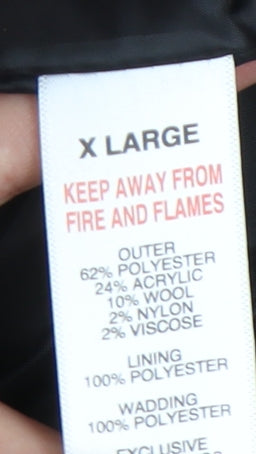 X LARGE
KEEP AWAY FROM
FIRE AND FLAMES
OUTER
62% POLYESTER
24% ACRYLIC
10% WOOL
2% NYLON
2% VISCOSE
LINING
100% POLYESTER
WADDING
100% POLYESTER
EXCLUSIVE